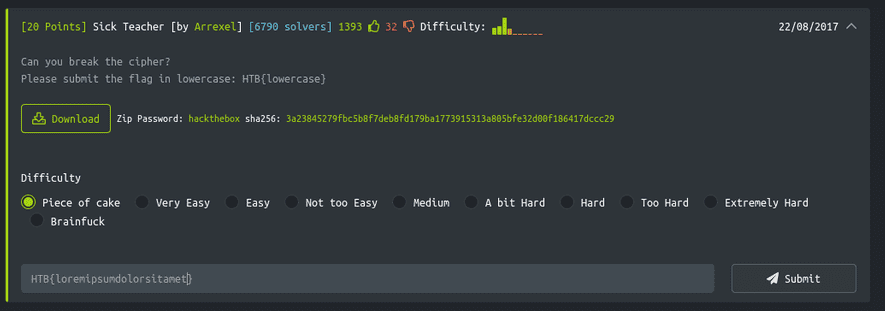 [20 Points] Sick Teacher [by Arrexel] [6790 solvers] 1393 32 Difficulty: 22/08/2017
Can you break the cipher?
Please submit the flag in lowercase: HTB{lowercase}
Download Zip Password: hackthebox sha256: 3a23845279fbc5b8f7deb8fd179ba1773915313a805bfe32d00f186417dccc29
Difficulty
Piece of cake Very Easy Easy Not too Easy Medium A bit Hard Hard Too Hard Extremely Hard
Brainfuck
HTB{loremipsumdolorsitamet} Submit